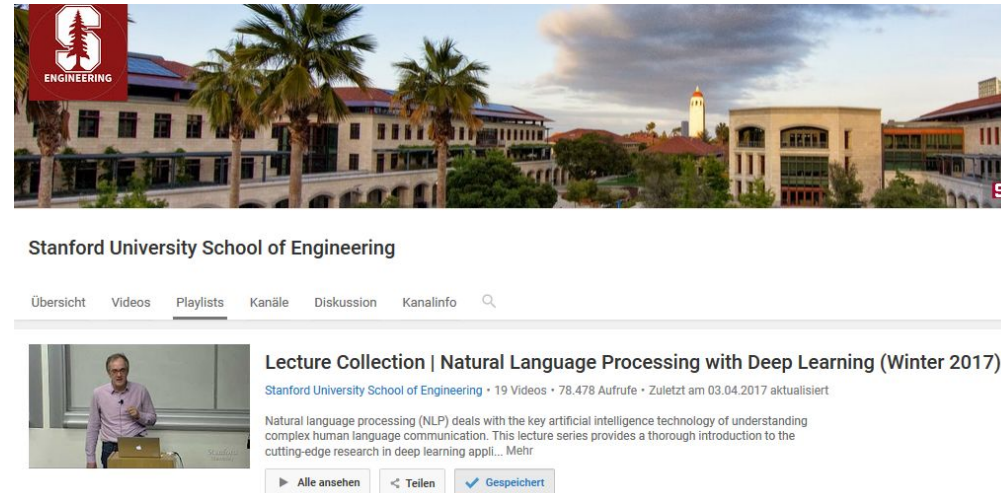 ENGINEERING
Stanford University School of Engineering
Übersicht Videos Playlists Kanäle Diskussion Kanalinfo
Lecture Collection | Natural Language Processing with Deep Learning (Winter 2017)
Stanford University School of Engineering • 19 Videos • 78.478 Aufrufe • Zuletzt am 03.04.2017 aktualisiert
Natural language processing (NLP) deals with the key artificial intelligence technology of understanding
complex human language communication. This lecture series provides a thorough introduction to the
cutting-edge research in deep learning appli... Mehr
Alle ansehen Teilen Gespeichert